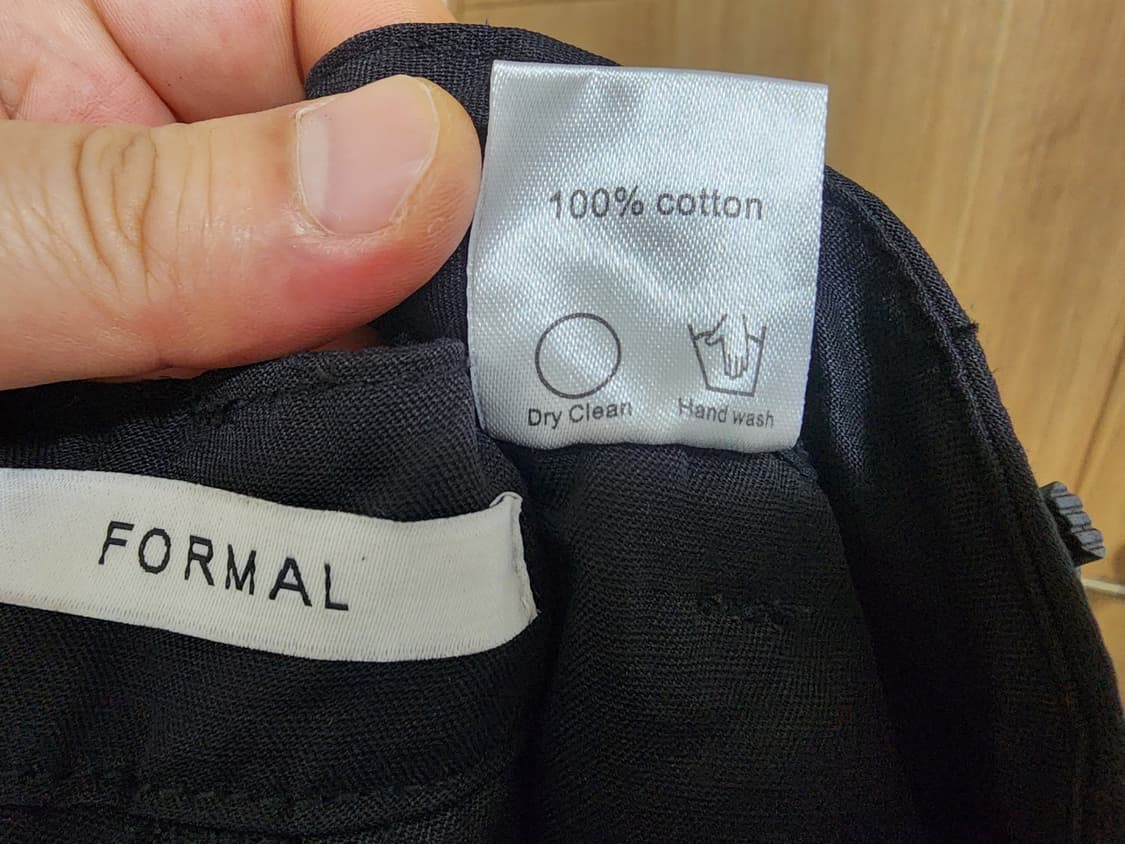 100% cotton
Dry Clean Hand wash
FORMAL